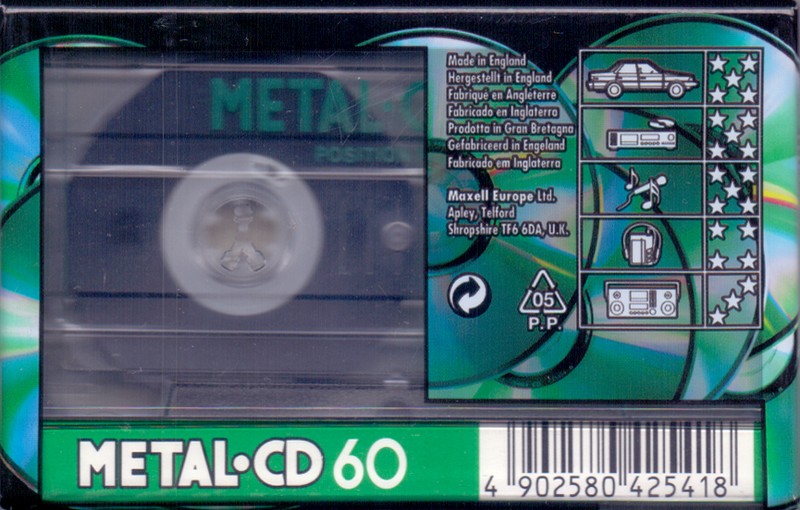 METAL·C
POSITIO
Made in England
Hergestellt in England
Fabriqué en Angleterre
Fabricado en Inglaterra
Prodotta in Gran Bretagna
Gefabriceerd in Engeland
Fabricado em Inglaterra
Maxell Europe Ltd.
Apley, Telford
Shropshire TF6 6DA, U.K.
05
P.P.
METAL·CD 60
4 902580 425418